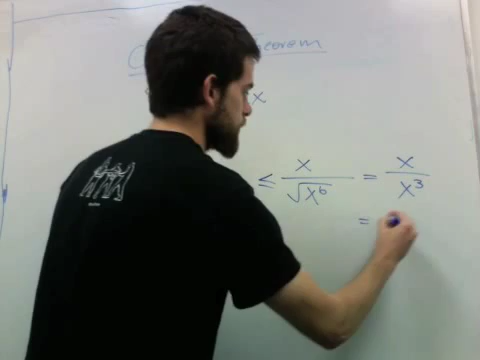 C Theorem
x
≤ x/√x⁶ = x/x³
=